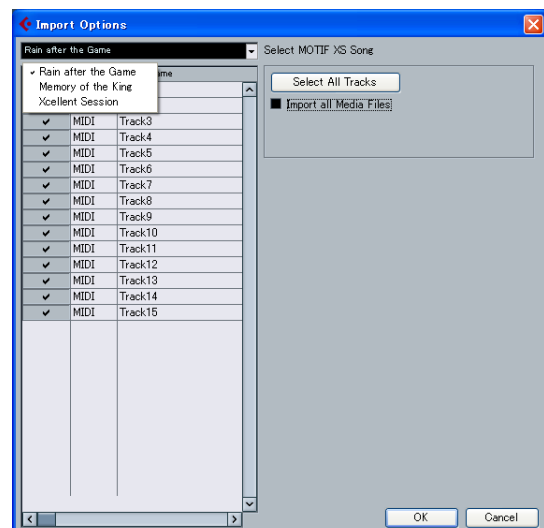 Import Options
Rain after the Game
Select MOTIF XS Song
Rain after the Game
Memory of the King
Xcellent Session
Select All Tracks
Import all Media Files
MIDI Track3
MIDI Track4
MIDI Track5
MIDI Track6
MIDI Track7
MIDI Track8
MIDI Track9
MIDI Track10
MIDI Track11
MIDI Track12
MIDI Track13
MIDI Track14
MIDI Track15
OK
Cancel